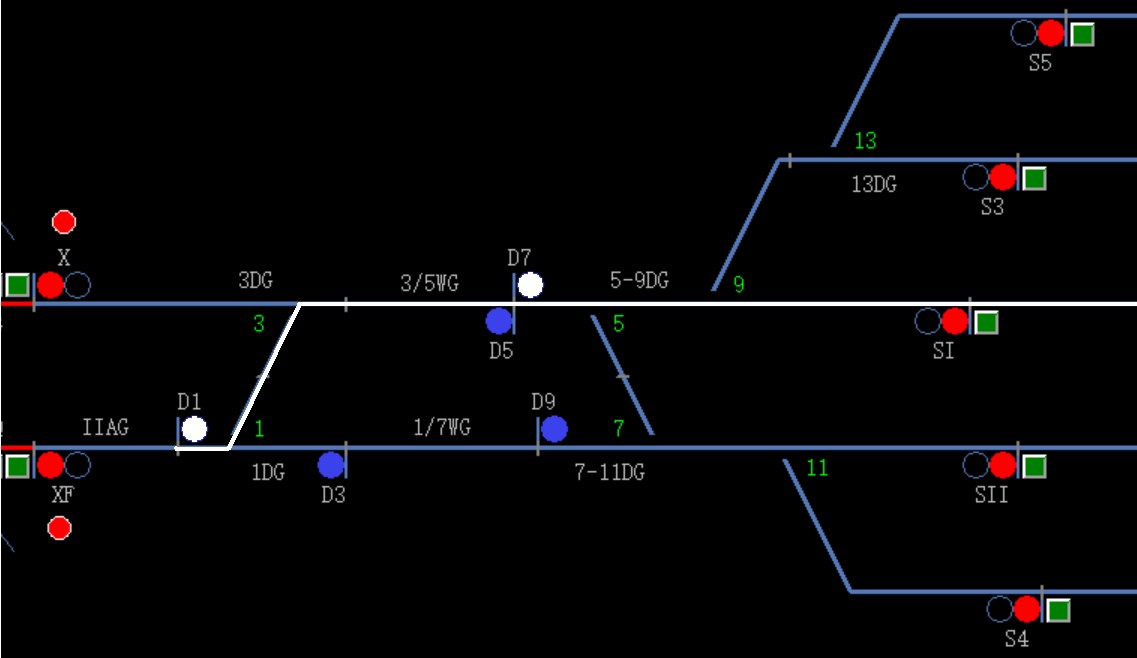 S5
13
13DG
S3
X
D7
3DG
3/5WG
5-9DG
9
3
5
D5
SI
D1
D9
IIAG
1
1/7WG
7
1DG
7-11DG
11
XF
D3
SII
S4